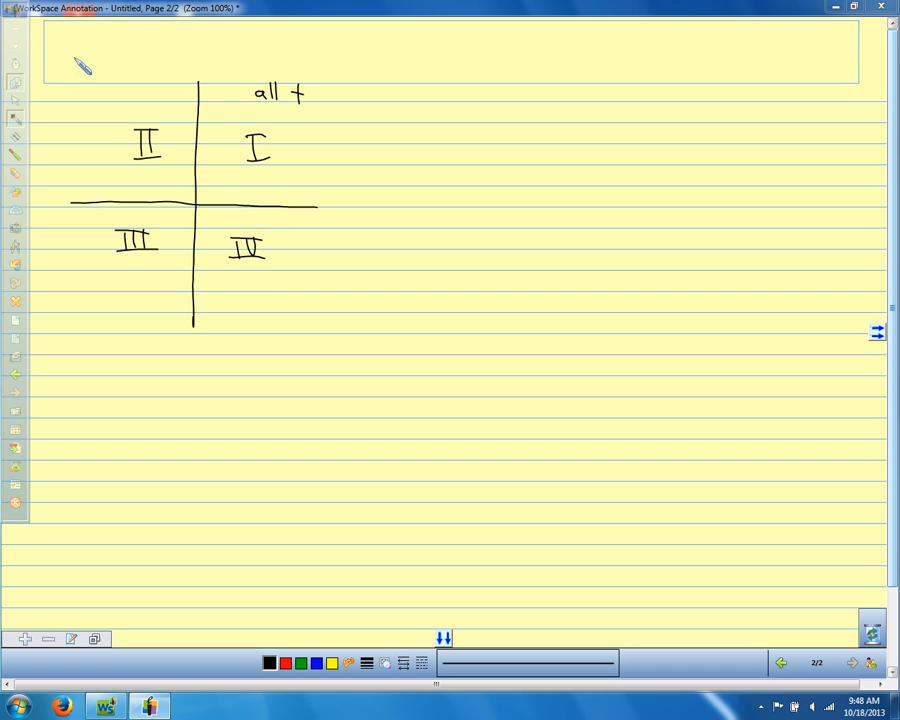 WorkSpace Annotation - Untitled, Page 2/2 (Zoom 100%) *
all +
II I
III IV
2/2
9:48 AM
10/18/2013